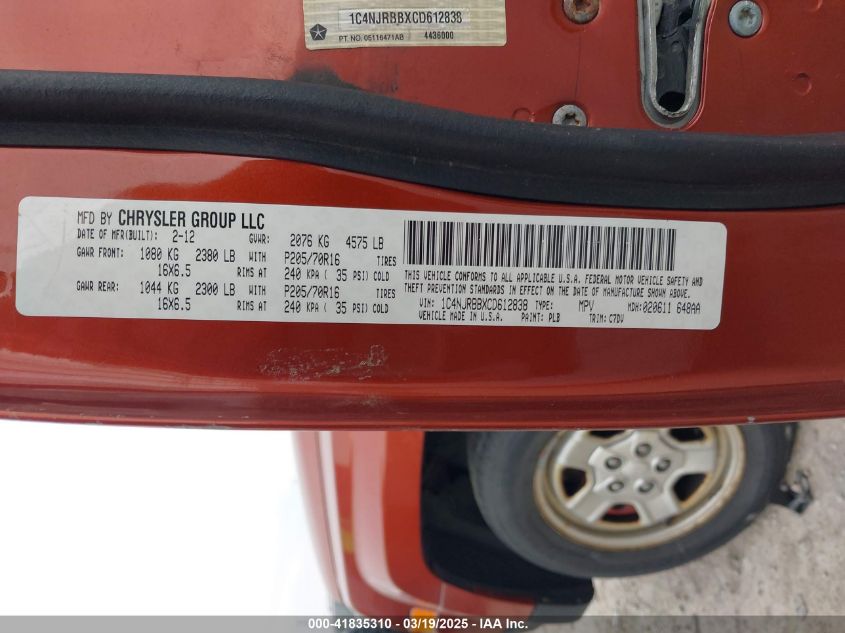 1C4NJRBBXCD612838
PT. NO. 05116471AB 4436000
MFD BY CHRYSLER GROUP LLC
DATE OF MFR(BUILT): 2-12 GVWR: 2076 KG 4575 LB
GAWR FRONT: 1080 KG 2380 LB WITH P205/70R16 TIRES
16X6.5 RIMS AT 240 KPA ( 35 PSI) COLD
GAWR REAR: 1044 KG 2300 LB WITH P205/70R16 TIRES
16X6.5 RIMS AT 240 KPA ( 35 PSI) COLD
THIS VEHICLE CONFORMS TO ALL APPLICABLE U.S.A. FEDERAL MOTOR VEHICLE SAFETY AND
THEFT PREVENTION STANDARDS IN EFFECT ON THE DATE OF MANUFACTURE SHOWN ABOVE.
VIN: 1C4NJRBBXCD612838 TYPE: MPV MDH:020611 648AA
VEHICLE MADE IN U.S.A. PAINT: PLB TRIM: C7DV
000-41835310 - 03/19/2025 - IAA, Inc.